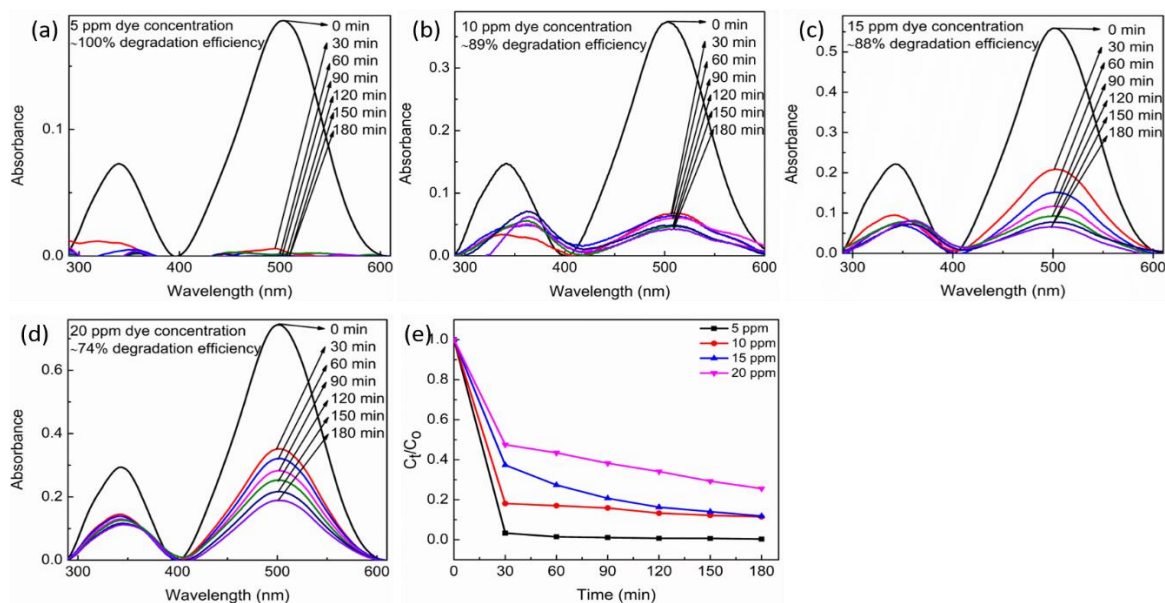 (a)
5 ppm dye concentration
~100% degradation efficiency
0 min
30 min
60 min
90 min
120 min
150 min
180 min
0.1
0.0
300
400
500
600
Absorbance
Wavelength (nm)
(b)
10 ppm dye concentration
~89% degradation efficiency
0 min
30 min
60 min
90 min
120 min
150 min
180 min
0.3
0.2
0.1
0.0
300
400
500
600
Absorbance
Wavelength (nm)
(c)
15 ppm dye concentration
~88% degradation efficiency
0 min
30 min
60 min
90 min
120 min
150 min
180 min
0.5
0.4
0.3
0.2
0.1
0.0
300
400
500
600
Absorbance
Wavelength (nm)
(d)
20 ppm dye concentration
~74% degradation efficiency
0 min
30 min
60 min
90 min
120 min
150 min
180 min
0.6
0.4
0.2
0.0
300
400
500
600
Absorbance
Wavelength (nm)
(e)
5 ppm
10 ppm
15 ppm
20 ppm
1.0
0.8
0.6
0.4
0.2
0.0
0
30
60
90
120
150
180
Ct/Co
Time (min)